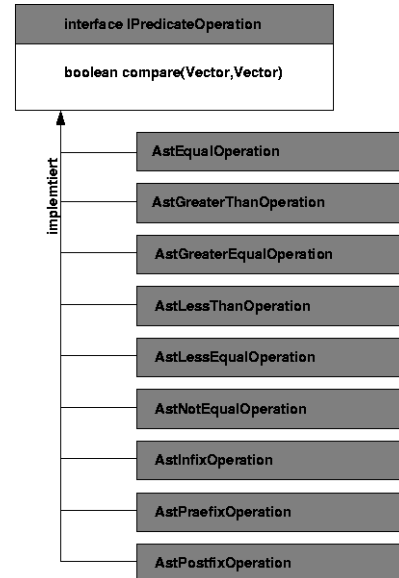 interface IPredicateOperation
boolean compare(Vector,Vector)
implemtiert
AstEqualOperation
AstGreaterThanOperation
AstGreaterEqualOperation
AstLessThanOperation
AstLessEqualOperation
AstNotEqualOperation
AstInfixOperation
AstPraefixOperation
AstPostfixOperation